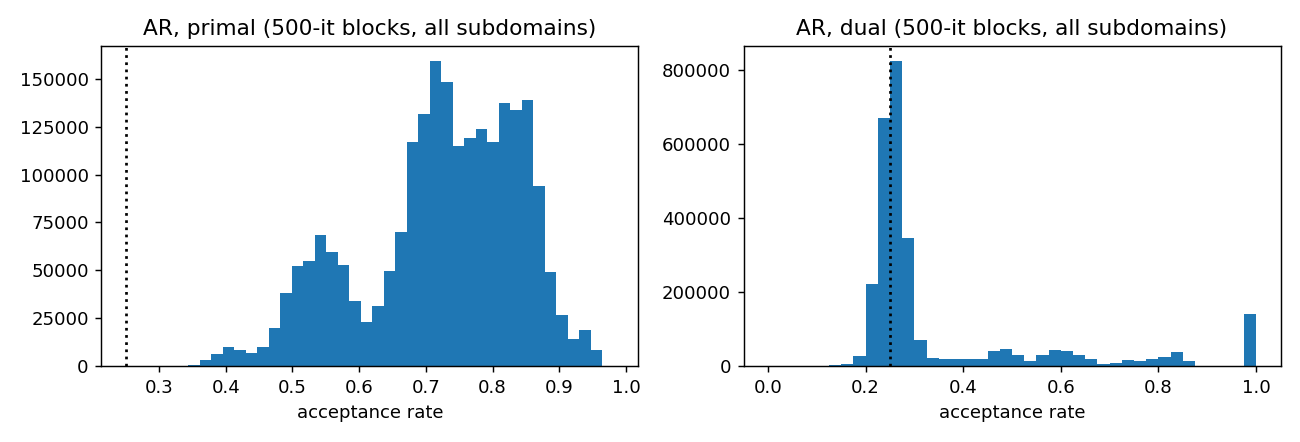 AR, primal (500-it blocks, all subdomains)
150000
125000
100000
75000
50000
25000
0
0.3 0.4 0.5 0.6 0.7 0.8 0.9 1.0
acceptance rate
AR, dual (500-it blocks, all subdomains)
800000
600000
400000
200000
0
0.0 0.2 0.4 0.6 0.8 1.0
acceptance rate